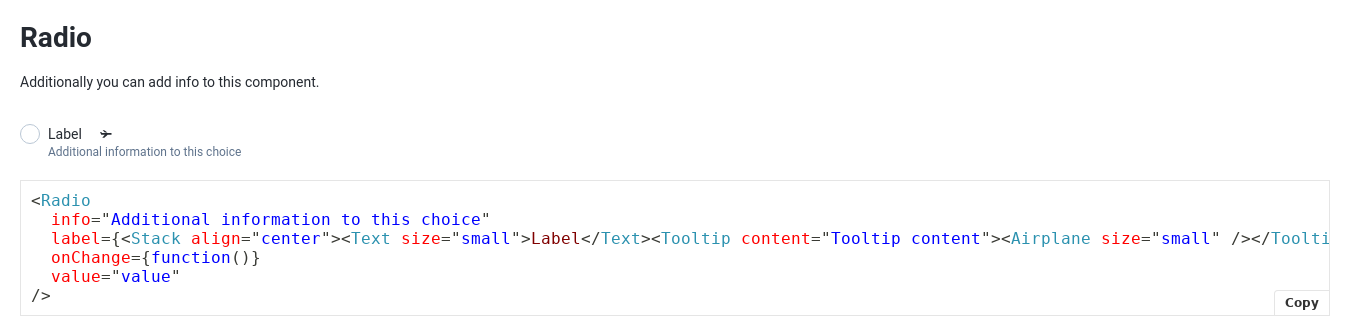 Radio
Additionally you can add info to this component.
Label
Additional information to this choice
<Radio
  info="Additional information to this choice"
  label={<Stack align="center"><Text size="small">Label</Text><Tooltip content="Tooltip content"><Airplane size="small" /></Toolti
  onChange={function()}
  value="value"
/>
Copy